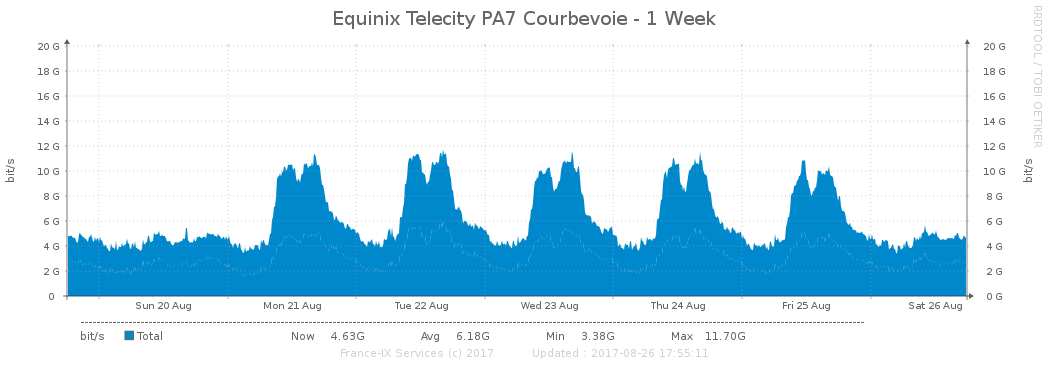 Equinix Telecity PA7 Courbevoie - 1 Week
RRDTOOL / TOBI OETIKER
bit/s
20 G 20 G
18 G 18 G
16 G 16 G
14 G 14 G
12 G 12 G
10 G 10 G
8 G 8 G
6 G 6 G
4 G 4 G
2 G 2 G
0 0 G
bit/s
Sun 20 Aug Mon 21 Aug Tue 22 Aug Wed 23 Aug Thu 24 Aug Fri 25 Aug Sat 26 Aug
bit/s Total Now 4.63G Avg 6.18G Min 3.38G Max 11.70G
France-IX Services (c) 2017 Updated : 2017-08-26 17:55:11